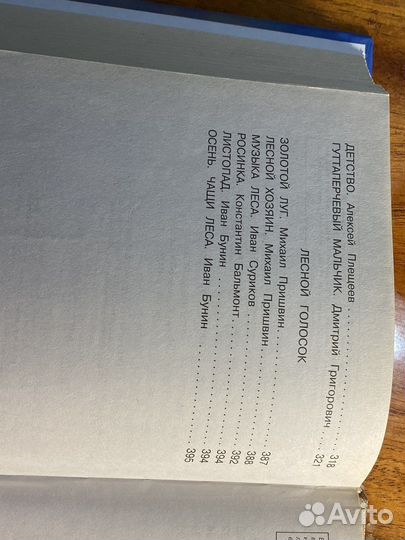 ДЕТСТВО. Алексей Плещеев . . . . . . . . . . 318
ГУТТАПЕРЧЕВЫЙ МАЛЬЧИК. Дмитрий Григорович . . . 321
ЛЕСНОЙ ГОЛОСОК
ЗОЛОТОЙ ЛУГ. Михаил Пришвин . . . . . . . . . . 387
ЛЕСНОЙ ХОЗЯИН. Михаил Пришвин . . . . . . . . . . 388
МУЗЫКА ЛЕСА. Иван Суриков . . . . . . . . . . 392
РОСИНКА. Константин Бальмонт . . . . . . . . . . 394
ЛИСТОПАД. Иван Бунин . . . . . . . . . . 394
ОСЕНЬ. ЧАЩИ ЛЕСА. Иван Бунин . . . . . . . . . . 395
Avito